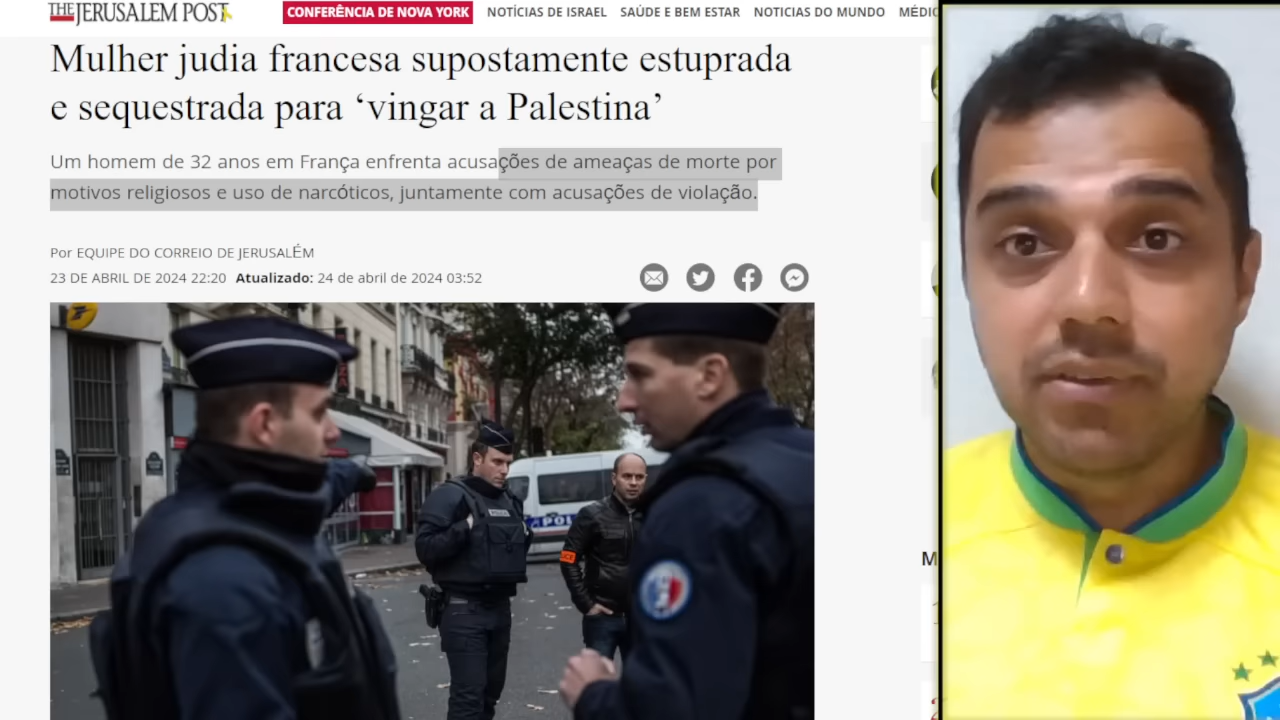 THE JERUSALEM POST
CONFERÊNCIA DE NOVA YORK NOTÍCIAS DE ISRAEL SAÚDE E BEM ESTAR NOTICIAS DO MUNDO
Mulher judia francesa supostamente estuprada
e sequestrada para ‘vingar a Palestina’
Um homem de 32 anos em França enfrenta acusações de ameaças de morte por
motivos religiosos e uso de narcóticos, juntamente com acusações de violação.
Por EQUIPE DO CORREIO DE JERUSALÉM
23 DE ABRIL DE 2024 22:20 Atualizado: 24 de abril de 2024 03:52